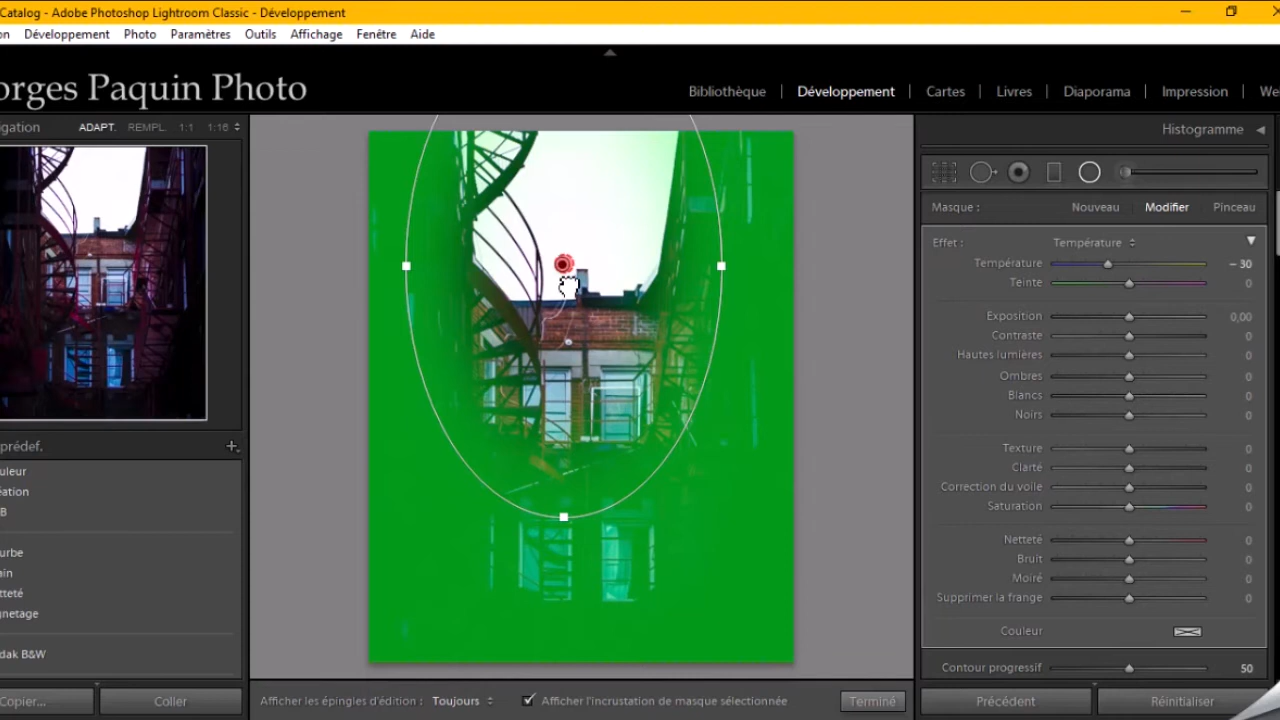 Catalog - Adobe Photoshop Lightroom Classic - Développement
on Développement Photo Paramètres Outils Affichage Fenêtre Aide
orges Paquin Photo
Bibliothèque | Développement | Cartes | Livres | Diaporama | Impression | We
igation ADAPT. REMPL. 1:1 1:16
Histogramme
Masque : Nouveau Modifier Pinceau
Effet : Température
Température – 30
Teinte 0
Exposition 0,00
Contraste 0
Hautes lumières 0
Ombres 0
Blancs 0
Noirs 0
Texture 0
Clarté 0
Correction du voile 0
Saturation 0
Netteté 0
Bruit 0
Moiré 0
Supprimer la frange 0
Couleur
Contour progressif 50
prédef. +
uleur
éation
B
urbe
ain
tteté
gnetage
dak B&W
Copier... Coller
Afficher les épingles d'édition : Toujours Afficher l'incrustation de masque sélectionnée Terminé
Précédent Réinitialiser